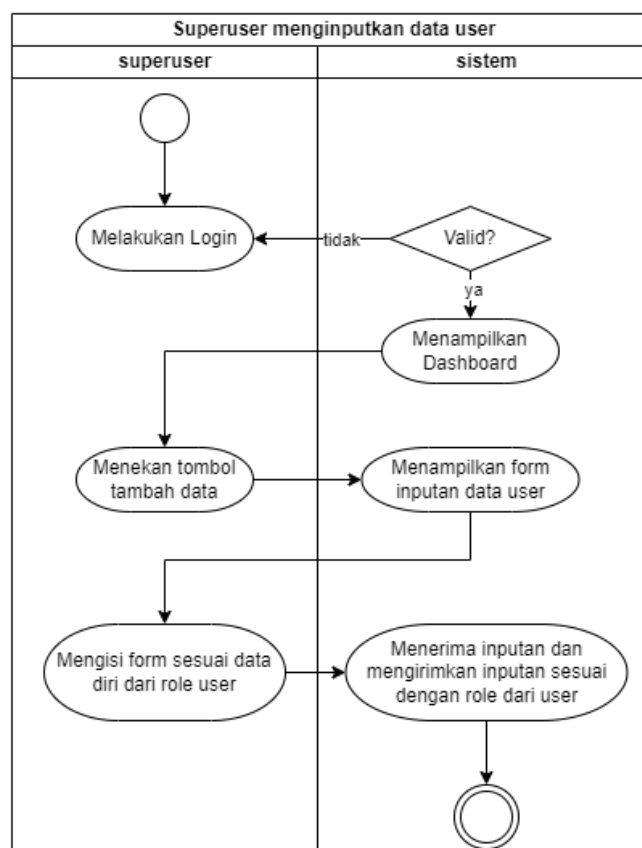 Superuser menginputkan data user
superuser
sistem
Melakukan Login
tidak
Valid?
ya
Menampilkan
Dashboard
Menekan tombol
tambah data
Menampilkan form
inputan data user
Mengisi form sesuai data
diri dari role user
Menerima inputan dan
mengirimkan inputan sesuai
dengan role dari user